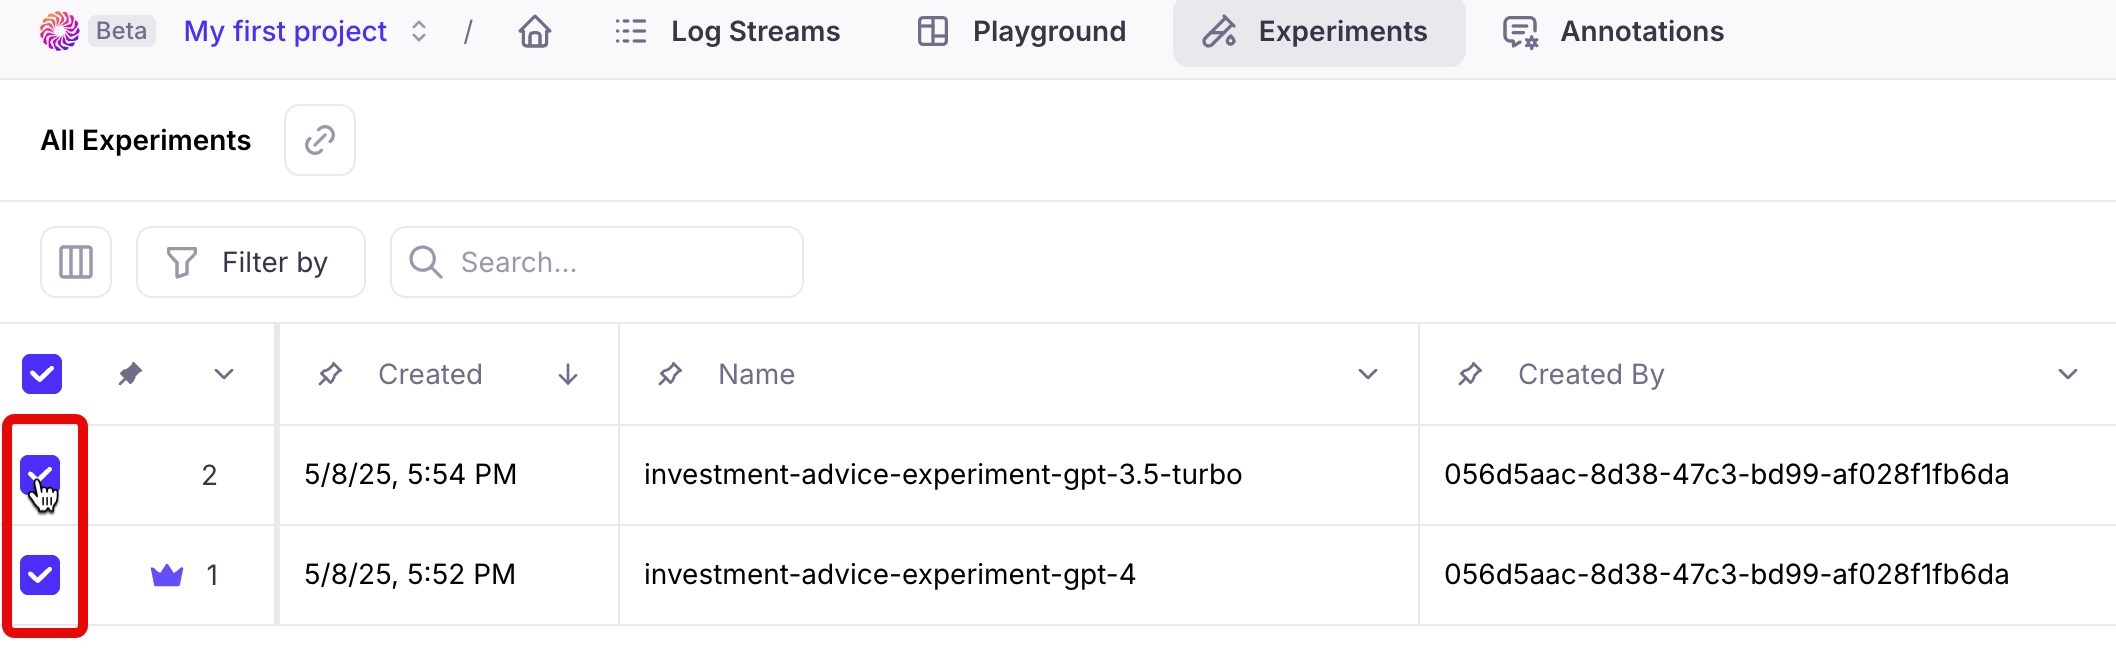 Beta My first project / Log Streams Playground Experiments Annotations
All Experiments
Filter by Search...
Created Name Created By
2 5/8/25, 5:54 PM investment-advice-experiment-gpt-3.5-turbo 056d5aac-8d38-47c3-bd99-af028f1fb6da
1 5/8/25, 5:52 PM investment-advice-experiment-gpt-4 056d5aac-8d38-47c3-bd99-af028f1fb6da